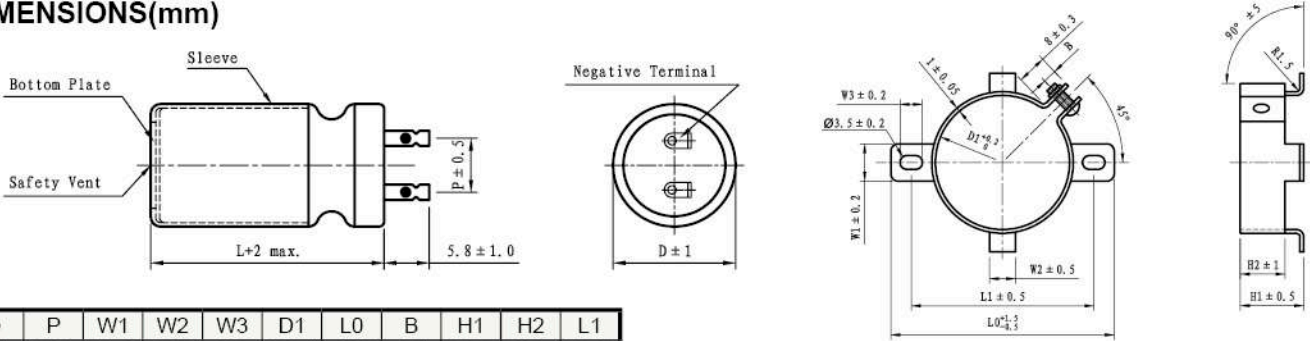 MENSIONS(mm)
Sleeve
Bottom Plate
Safety Vent
P±0.5
L+2 max.
5.8±1.0
Negative Terminal
D±1
8±0.3
B
1±0.05
W3±0.2
Ø3.5±0.2
45°
W1±0.2
W2±0.5
L1±0.5
90° ±5
R1.5
H2±1
H1±0.5
P W1 W2 W3 D1 L0 B H1 H2 L1